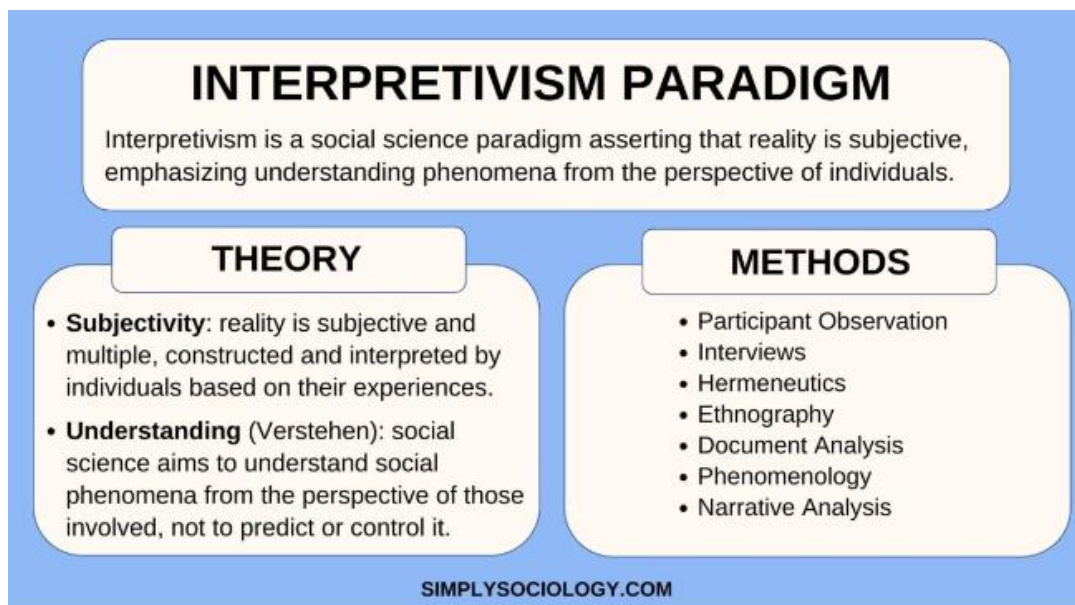 INTERPRETIVISM PARADIGM
Interpretivism is a social science paradigm asserting that reality is subjective,
emphasizing understanding phenomena from the perspective of individuals.
THEORY
• Subjectivity: reality is subjective and
multiple, constructed and interpreted by
individuals based on their experiences.
• Understanding (Verstehen): social
science aims to understand social
phenomena from the perspective of those
involved, not to predict or control it.
METHODS
• Participant Observation
• Interviews
• Hermeneutics
• Ethnography
• Document Analysis
• Phenomenology
• Narrative Analysis
SIMPLYSOCIOLOGY.COM